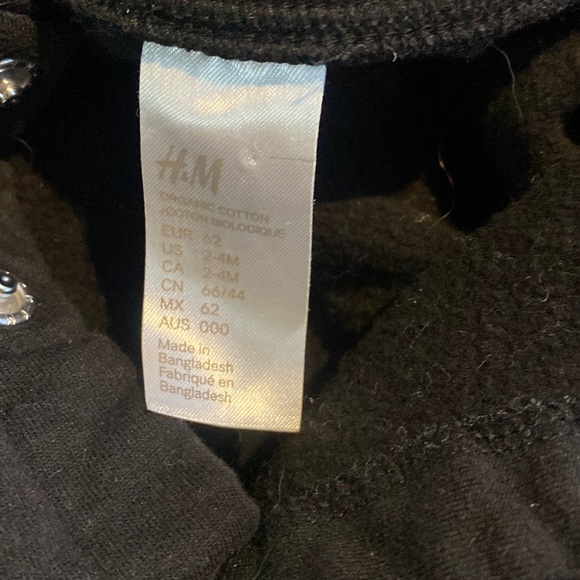 H&M
ORGANIC COTTON
/COTON BIOLOGIQUE
EUR 62
US 2-4M
CA 2-4M
CN 66/44
MX 62
AUS 000
Made in
Bangladesh
Fabriqué en
Bangladesh